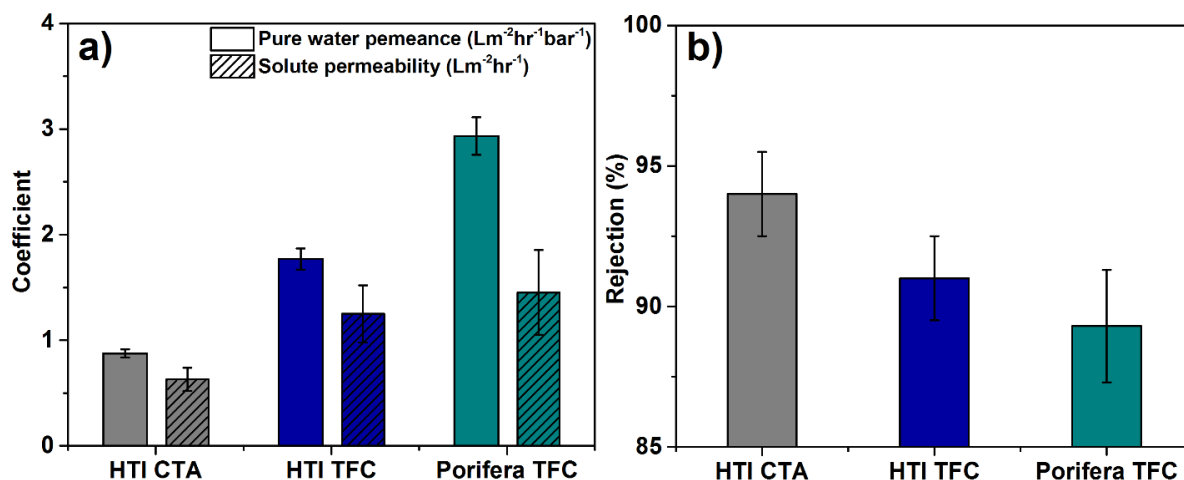 a)
Pure water pemeance (Lm⁻²hr⁻¹bar⁻¹)
Solute permeability (Lm⁻²hr⁻¹)
Coefficient
4
3
2
1
0
HTI CTA HTI TFC Porifera TFC
b)
Rejection (%)
100
95
90
85
HTI CTA HTI TFC Porifera TFC